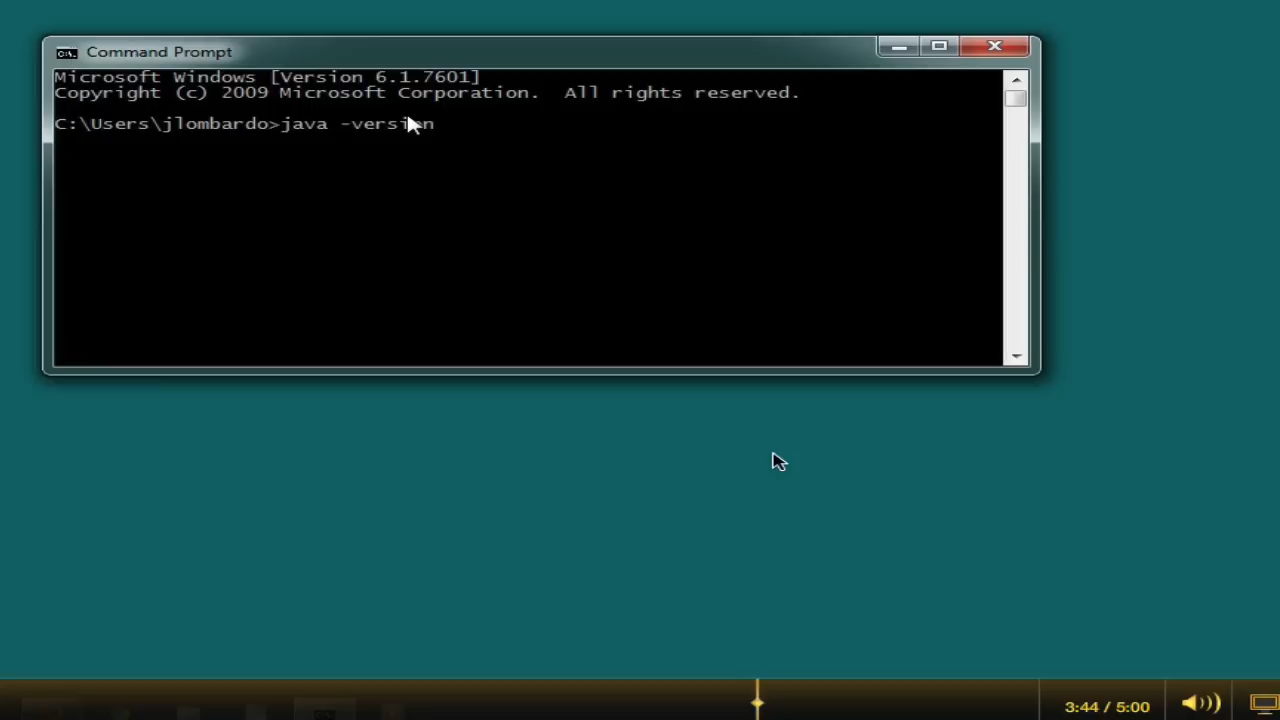 Command Prompt
Microsoft Windows [Version 6.1.7601]
Copyright (c) 2009 Microsoft Corporation.  All rights reserved.
C:\Users\jlombardo>java -version
3:44 / 5:00